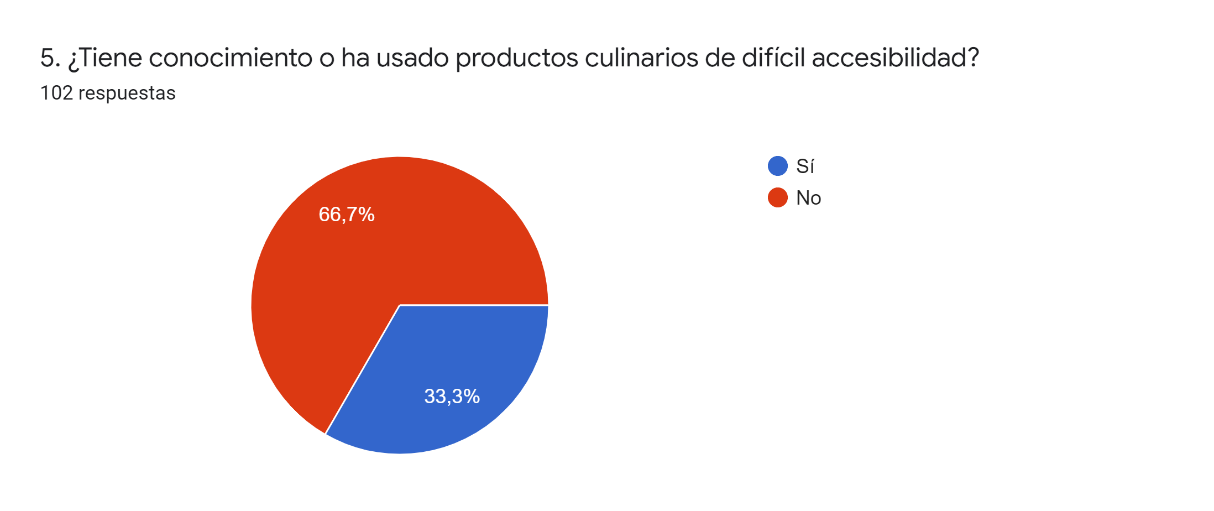 5. ¿Tiene conocimiento o ha usado productos culinarios de difícil accesibilidad?
102 respuestas
Sí
No
66,7%
33,3%